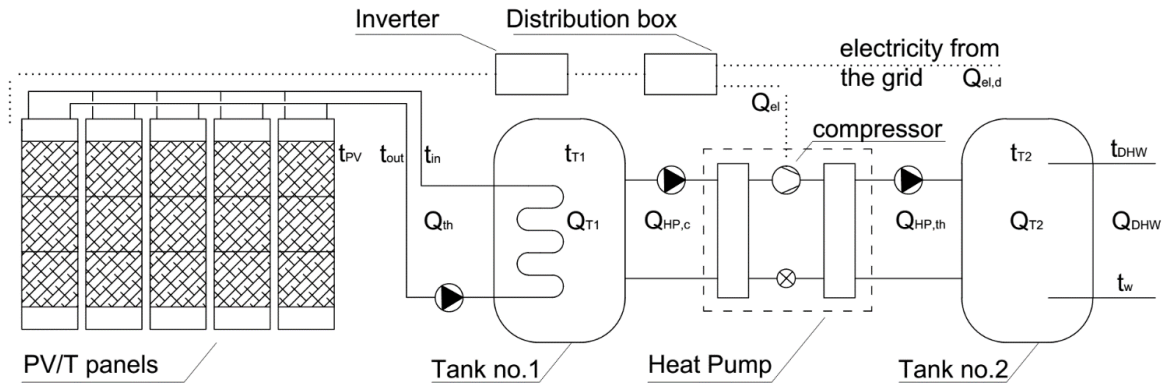 Inverter
Distribution box
electricity from
the grid Qel,d
Qel
compressor
tPV
tout
tin
tT1
tT2
tDHW
Qth
QT1
QHP,c
QHP,th
QT2
QDHW
tw
PV/T panels
Tank no.1
Heat Pump
Tank no.2